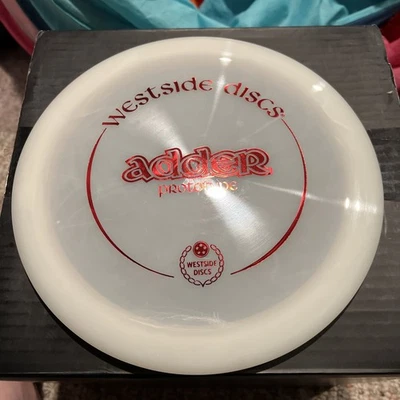 westside discs
adder
prototype
WESTSIDE
DISCS